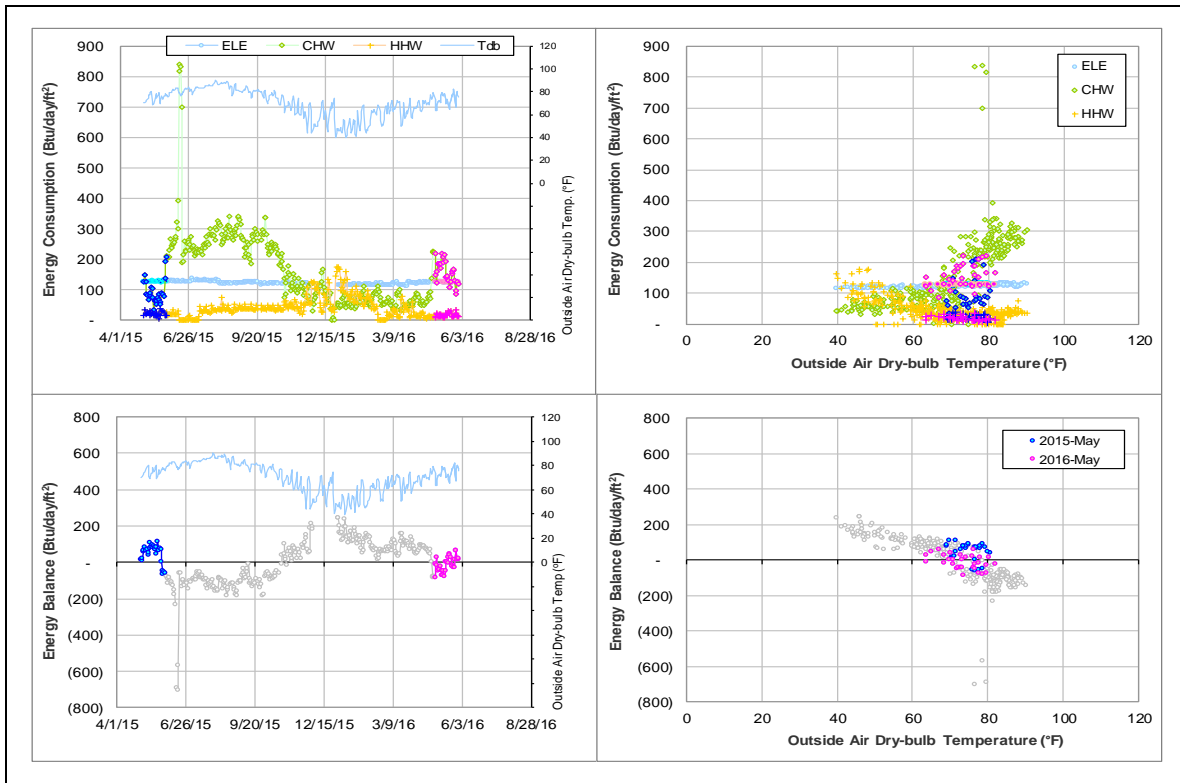 ELE CHW HHW Tdb
Energy Consumption (Btu/day/ft²)
900
800
700
600
500
400
300
200
100
-
120
100
80
60
40
20
0
Outside Air Dry-bulb Temp. (°F)
4/1/15 6/26/15 9/20/15 12/15/15 3/9/16 6/3/16 8/28/16
Energy Consumption (Btu/day/ft²)
900
800
700
600
500
400
300
200
100
-
ELE
CHW
HHW
0 20 40 60 80 100 120
Outside Air Dry-bulb Temperature (°F)
Energy Balance (Btu/day/ft²)
800
600
400
200
-
(200)
(400)
(600)
(800)
120
100
80
60
40
20
0
Outside Air Dry-bulb Temp (°F)
4/1/15 6/26/15 9/20/15 12/15/15 3/9/16 6/3/16 8/28/16
Energy Balance (Btu/day/ft²)
800
600
400
200
-
(200)
(400)
(600)
(800)
2015-May
2016-May
0 20 40 60 80 100 120
Outside Air Dry-bulb Temperature (°F)